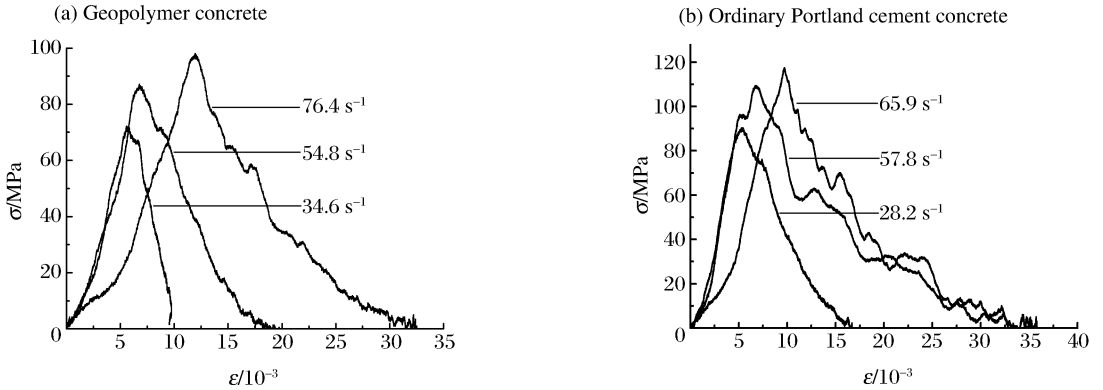 (a) Geopolymer concrete
100
80
60
40
20
0
σ/MPa
76.4 s⁻¹
54.8 s⁻¹
34.6 s⁻¹
5 10 15 20 25 30 35
ε/10⁻³
(b) Ordinary Portland cement concrete
120
100
80
60
40
20
0
σ/MPa
65.9 s⁻¹
57.8 s⁻¹
28.2 s⁻¹
5 10 15 20 25 30 35 40
ε/10⁻³